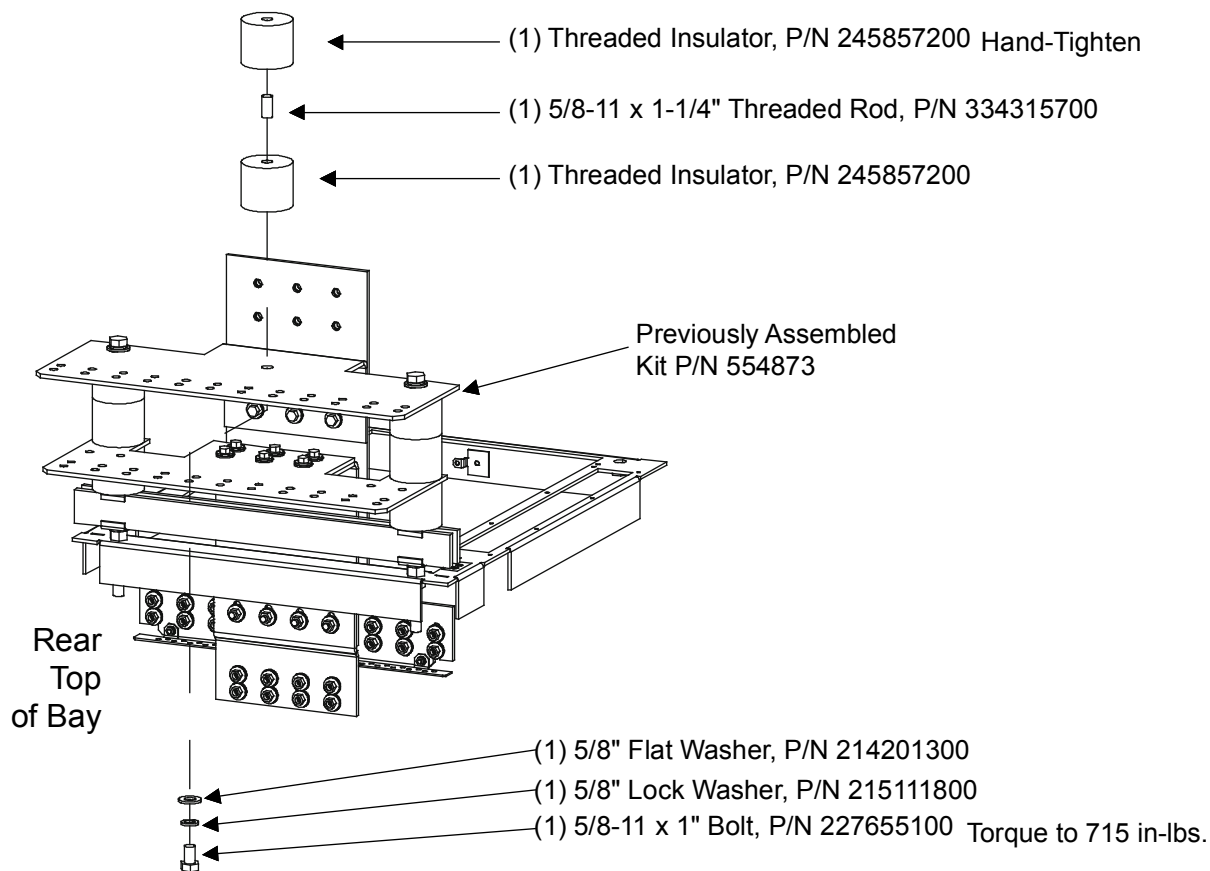 (1) Threaded Insulator, P/N 245857200 Hand-Tighten
(1) 5/8-11 x 1-1/4" Threaded Rod, P/N 334315700
(1) Threaded Insulator, P/N 245857200
Previously Assembled
Kit P/N 554873
Rear
Top
of Bay
(1) 5/8" Flat Washer, P/N 214201300
(1) 5/8" Lock Washer, P/N 215111800
(1) 5/8-11 x 1" Bolt, P/N 227655100 Torque to 715 in-lbs.